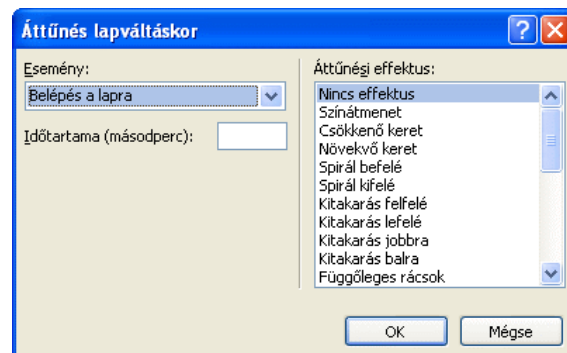 Áttűnés lapváltáskor
Esemény:
Belépés a lapra
Időtartama (másodperc):
Áttűnési effektus:
Nincs effektus
Színátmenet
Csökkenő keret
Növekvő keret
Spirál befelé
Spirál kifelé
Kitakarás felfelé
Kitakarás lefelé
Kitakarás jobbra
Kitakarás balra
Függőleges rácsok
OK
Mégse